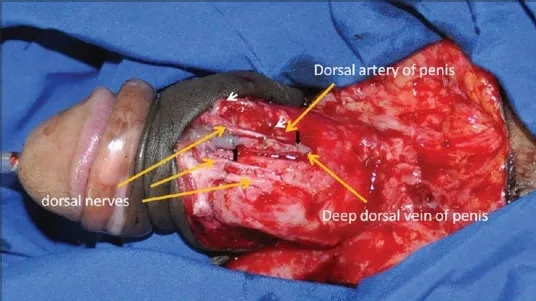 Dorsal artery of penis
dorsal nerves
Deep dorsal vein of penis